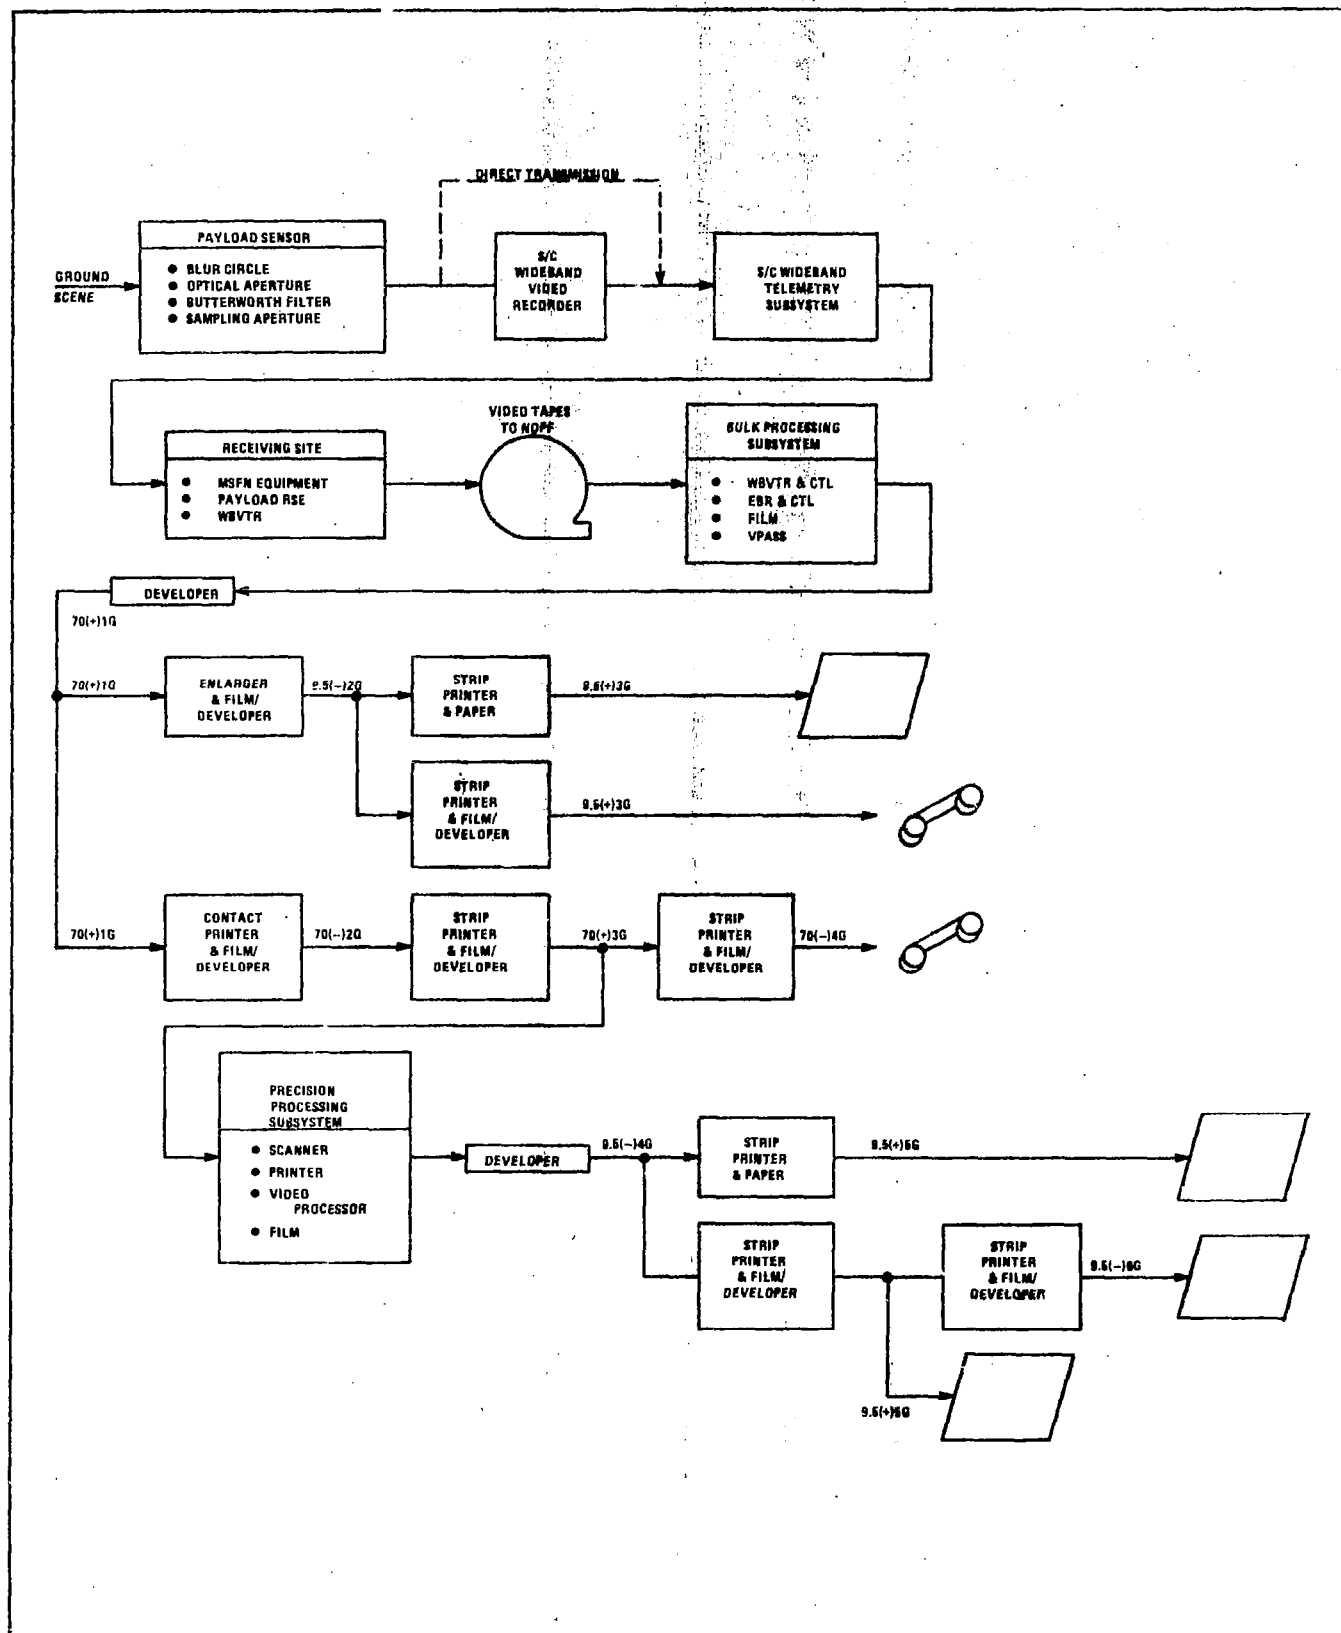 DIRECT TRANSMISSION
GROUND
SCENE
PAYLOAD SENSOR
● BLUR CIRCLE
● OPTICAL APERTURE
● BUTTERWORTH FILTER
● SAMPLING APERTURE
S/C
WIDEBAND
VIDEO
RECORDER
S/C WIDEBAND
TELEMETRY
SUBSYSTEM
RECEIVING SITE
● MSFN EQUIPMENT
● PAYLOAD RSE
● WBVTR
VIDEO TAPES
TO NDPF
BULK PROCESSING
SUBSYSTEM
● WBVTR & CTL
● EBR & CTL
● FILM
● VPASS
DEVELOPER
70(+)1G
70(+)1G
ENLARGER
& FILM/
DEVELOPER
9.5(-)2G
STRIP
PRINTER
& PAPER
9.5(+)3G
STRIP
PRINTER
& FILM/
DEVELOPER
9.5(+)3G
70(+)1G
CONTACT
PRINTER
& FILM/
DEVELOPER
70(-)2G
STRIP
PRINTER
& FILM/
DEVELOPER
70(+)3G
STRIP
PRINTER
& FILM/
DEVELOPER
70(-)4G
PRECISION
PROCESSING
SUBSYSTEM
● SCANNER
● PRINTER
● VIDEO
PROCESSOR
● FILM
DEVELOPER
9.5(-)4G
STRIP
PRINTER
& PAPER
9.5(+)5G
STRIP
PRINTER
& FILM/
DEVELOPER
STRIP
PRINTER
& FILM/
DEVELOPER
9.5(-)6G
9.5(+)5G